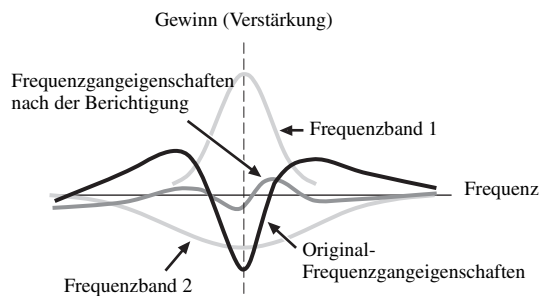 Gewinn (Verstärkung)
Frequenzgangeigenschaften
nach der Berichtigung
Frequenzband 1
Frequenz
Original-
Frequenzgangeigenschaften
Frequenzband 2